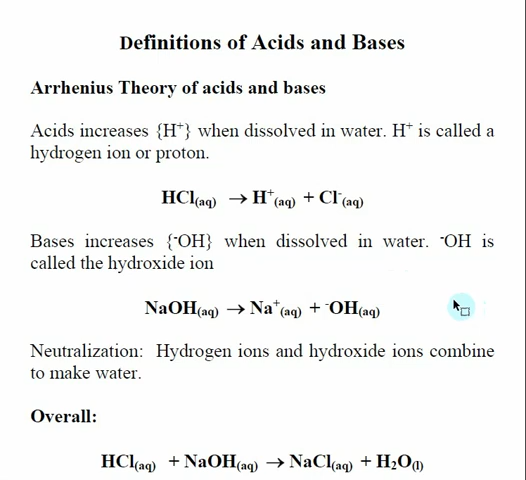 Definitions of Acids and Bases
Arrhenius Theory of acids and bases
Acids increases {H⁺} when dissolved in water. H⁺ is called a
hydrogen ion or proton.
HCl(aq) → H⁺(aq) + Cl⁻(aq)
Bases increases {⁻OH} when dissolved in water. ⁻OH is
called the hydroxide ion
NaOH(aq) → Na⁺(aq) + ⁻OH(aq)
Neutralization: Hydrogen ions and hydroxide ions combine
to make water.
Overall:
HCl(aq) + NaOH(aq) → NaCl(aq) + H₂O(l)